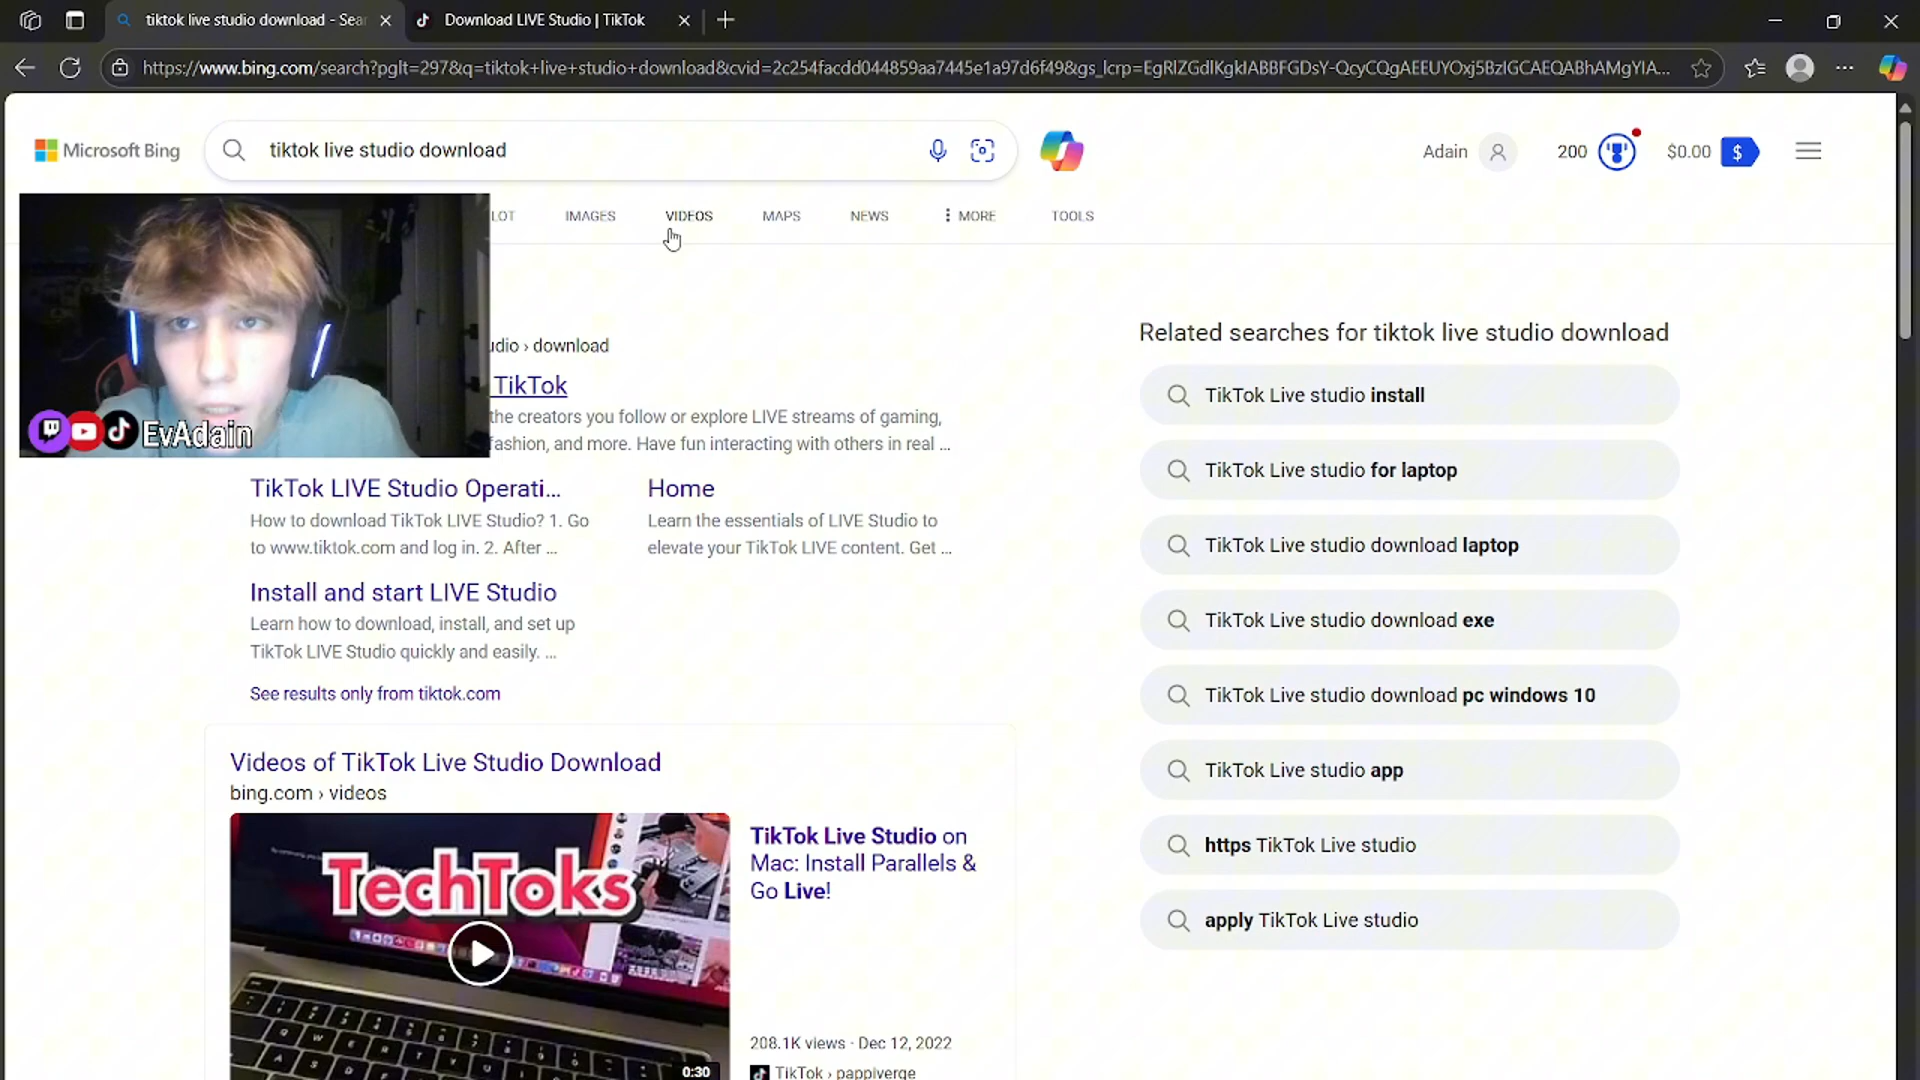 tiktok live studio download - Sea
Download LIVE Studio | TikTok
https://www.bing.com/search?pglt=297&q=tiktok+live+studio+download&cvid=2c254facdd044859aa7445e1a97d6f49&gs_lcrp=EgRlZGdlKgkIABBFGDsY-QcyCQgAEEUYOxj5BzIGCAEQABhAMgYIA...
Microsoft Bing
tiktok live studio download
Adain
200
$0.00
$
LOT
IMAGES
VIDEOS
MAPS
NEWS
MORE
TOOLS
udio › download
TikTok
the creators you follow or explore LIVE streams of gaming,
fashion, and more. Have fun interacting with others in real ...
EvAdain
TikTok LIVE Studio Operati...
How to download TikTok LIVE Studio? 1. Go
to www.tiktok.com and log in. 2. After ...
Home
Learn the essentials of LIVE Studio to
elevate your TikTok LIVE content. Get ...
Install and start LIVE Studio
Learn how to download, install, and set up
TikTok LIVE Studio quickly and easily. ...
See results only from tiktok.com
Videos of TikTok Live Studio Download
bing.com › videos
TechToks
0:30
TikTok Live Studio on
Mac: Install Parallels &
Go Live!
208.1K views · Dec 12, 2022
TikTok › pappiverge
Related searches for tiktok live studio download
TikTok Live studio install
TikTok Live studio for laptop
TikTok Live studio download laptop
TikTok Live studio download exe
TikTok Live studio download pc windows 10
TikTok Live studio app
https TikTok Live studio
apply TikTok Live studio